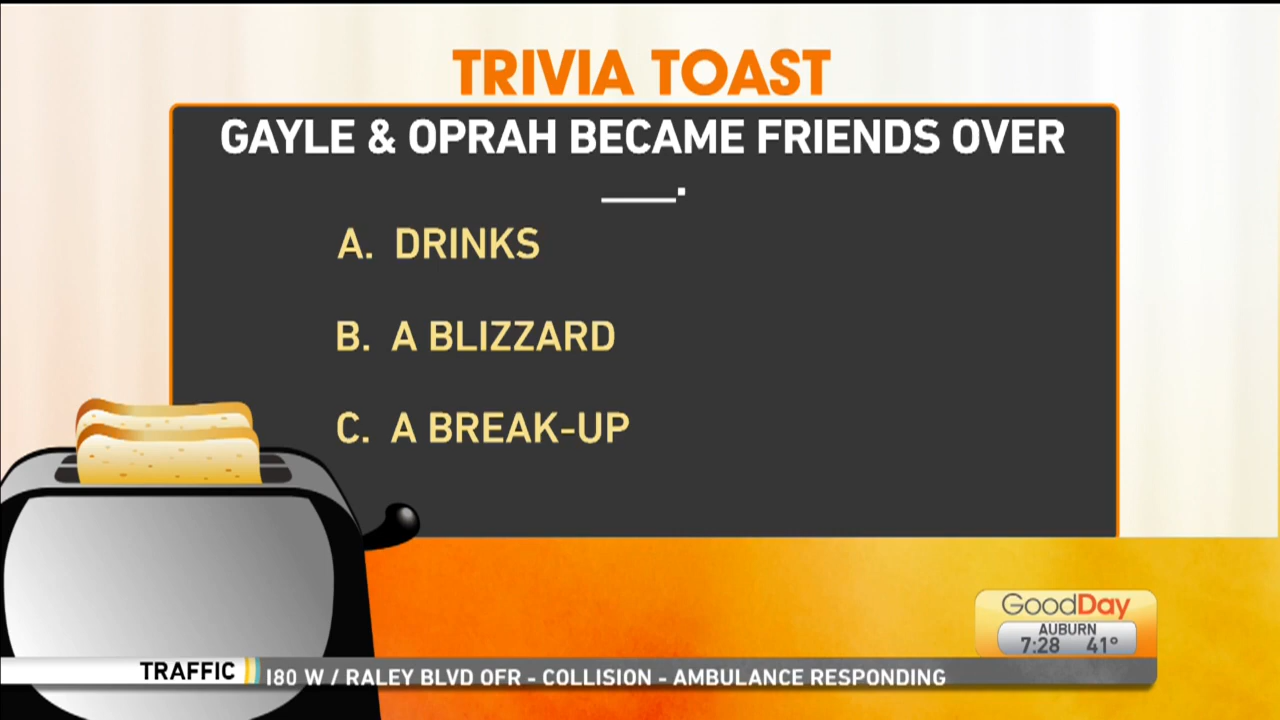 TRIVIA TOAST
GAYLE & OPRAH BECAME FRIENDS OVER
____.
A. DRINKS
B. A BLIZZARD
C. A BREAK-UP
GoodDay
AUBURN
7:28 41°
TRAFFIC I80 W / RALEY BLVD OFR - COLLISION - AMBULANCE RESPONDING